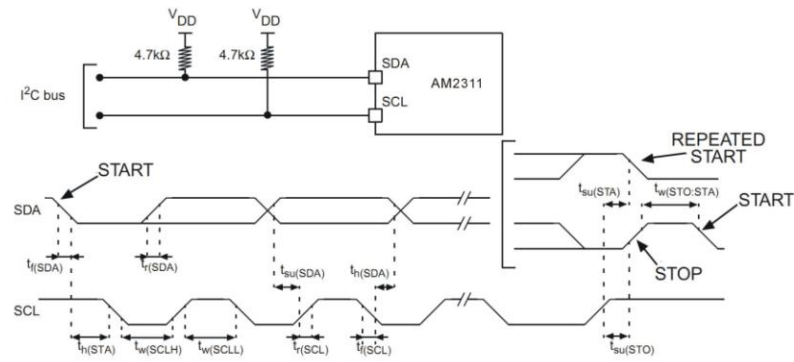 VDD VDD
4.7kΩ 4.7kΩ
SDA
AM2311
I²C bus
SCL
REPEATED
START
START
tsu(STA) tw(STO:STA)
START
SDA
tf(SDA) tr(SDA) tsu(SDA) th(SDA)
STOP
SCL
th(STA) tw(SCLH) tw(SCLL) tr(SCL) tf(SCL) tsu(STO)